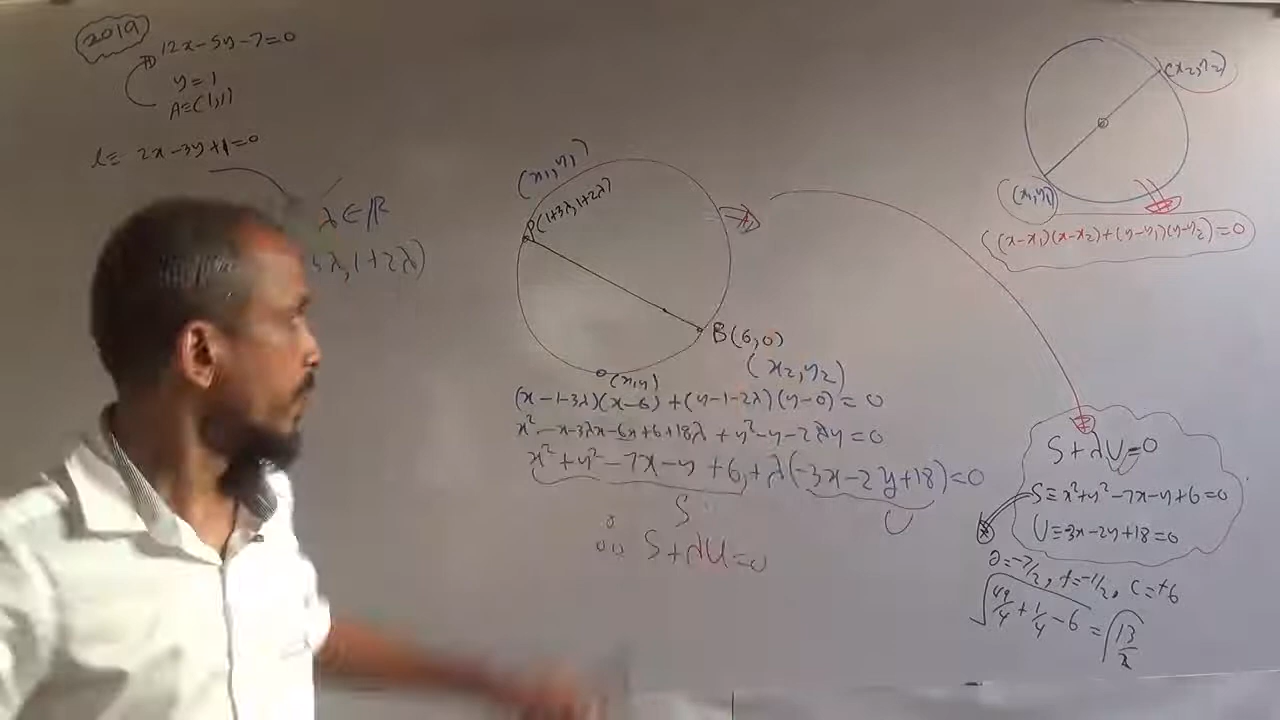 2019
12x-5y-7=0
y=1
A≡(1,1)
l≡ 2x-3y+1=0
λ∈ℝ
3λ,1+2λ)
(x₁,y₁)
P(1+3λ,1+2λ)
B(6,0)
(x₂,y₂)
(x,y)
(x-1-3λ)(x-6)+(y-1-2λ)(y-0)=0
x²-x-3λx-6x+6+18λ+y²-y-2λy=0
x²+y²-7x-y+6+λ(-3x-2y+18)=0
S
U
∴ S+λU=0
(x₂,y₂)
(x₁,y₁)
(x-x₁)(x-x₂)+(y-y₁)(y-y₂)=0
S+λU=0
S≡x²+y²-7x-y+6=0
U≡-3x-2y+18=0
g=-7/2, f=-1/2, c=+6
√49/4+1/4-6 = √13/2